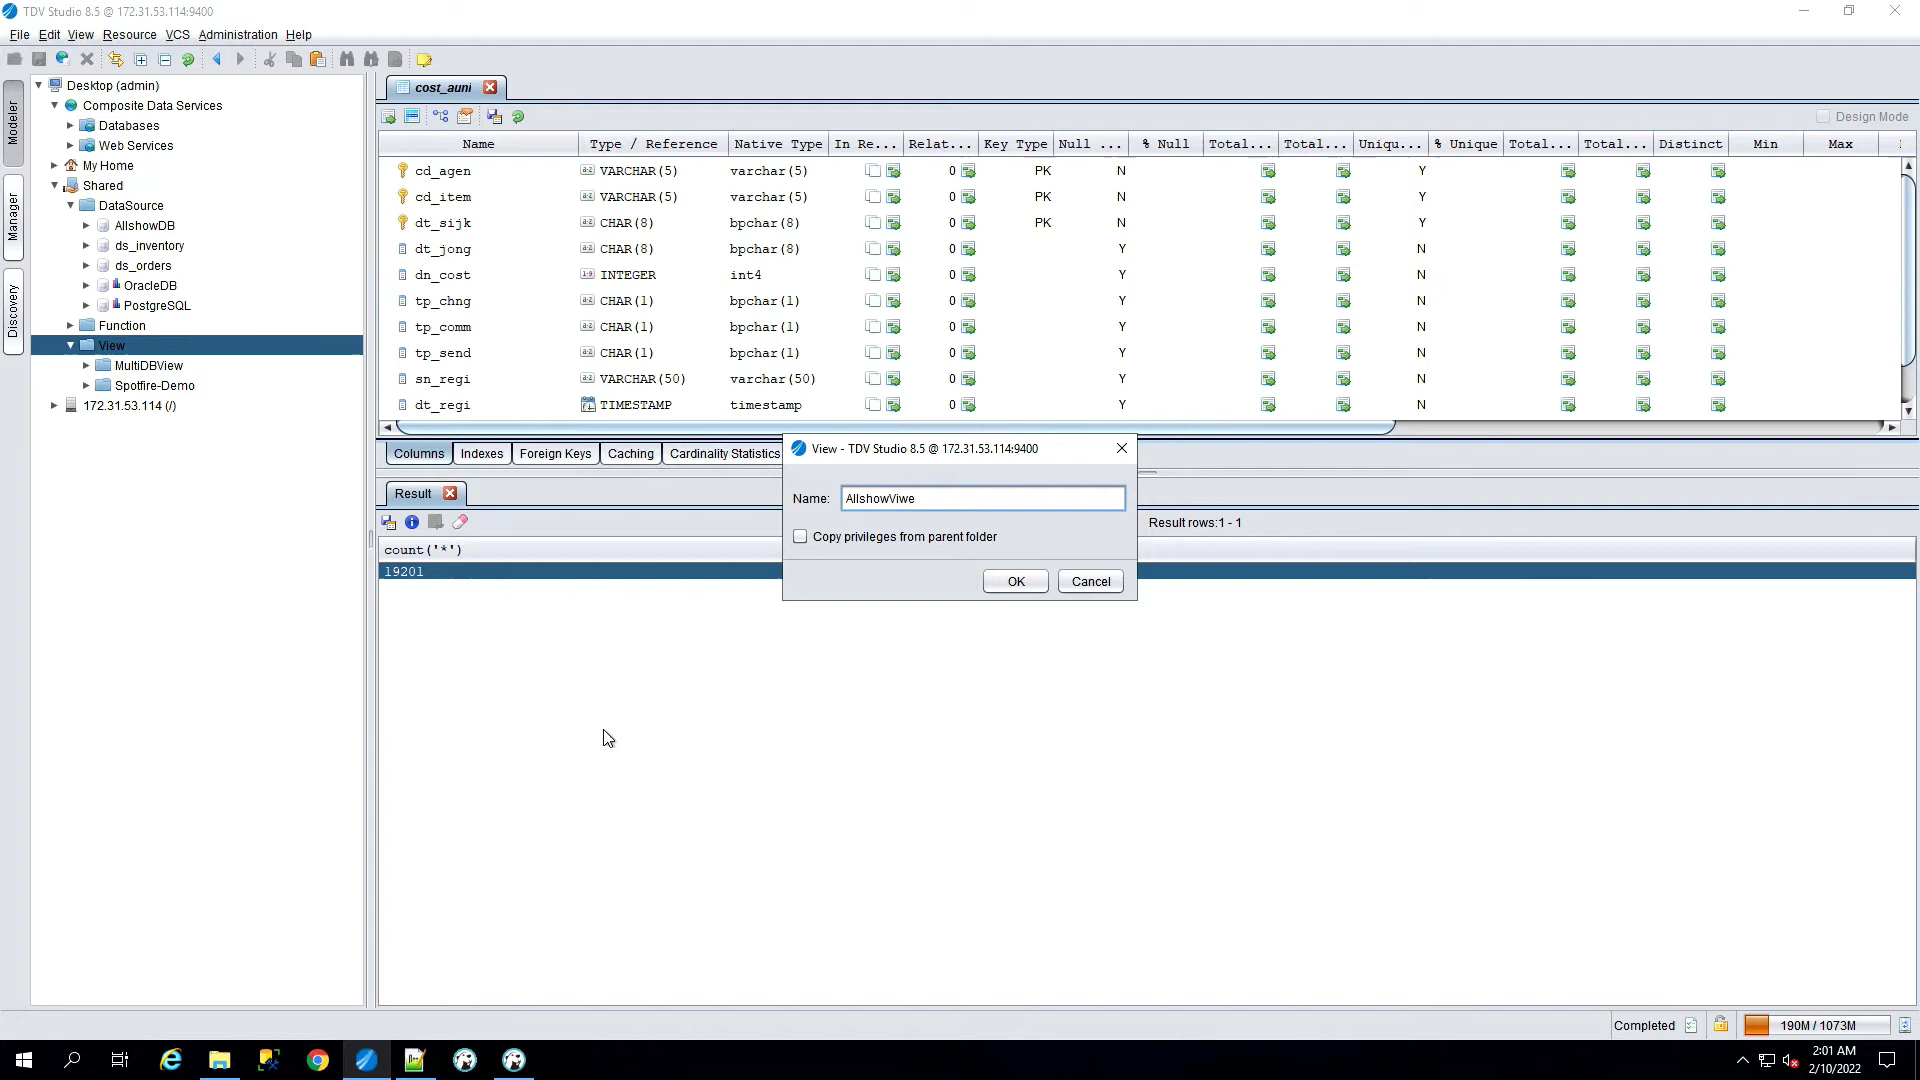 TDV Studio 8.5 @ 172.31.53.114:9400
File Edit View Resource VCS Administration Help
Modeler
Manager
Discovery
Desktop (admin)
Composite Data Services
Databases
Web Services
My Home
Shared
DataSource
AllshowDB
ds_inventory
ds_orders
OracleDB
PostgreSQL
Function
View
MultiDBView
Spotfire-Demo
172.31.53.114 (/)
cost_auni
Design Mode
Name Type / Reference Native Type In Re... Relat... Key Type Null ... % Null Total... Total... Uniqu... % Unique Total... Total... Distinct Min Max
cd_agen VARCHAR(5) varchar(5) 0 PK N Y
cd_item VARCHAR(5) varchar(5) 0 PK N Y
dt_sijk CHAR(8) bpchar(8) 0 PK N Y
dt_jong CHAR(8) bpchar(8) 0 Y N
dn_cost INTEGER int4 0 Y N
tp_chng CHAR(1) bpchar(1) 0 Y N
tp_comm CHAR(1) bpchar(1) 0 Y N
tp_send CHAR(1) bpchar(1) 0 Y N
sn_regi VARCHAR(50) varchar(50) 0 Y N
dt_regi TIMESTAMP timestamp 0 Y N
Columns Indexes Foreign Keys Caching Cardinality Statistics
View - TDV Studio 8.5 @ 172.31.53.114:9400
Name: AllshowViwe
Copy privileges from parent folder
OK Cancel
Result
Result rows:1 - 1
count('*')
19201
Completed 190M / 1073M
2:01 AM
2/10/2022